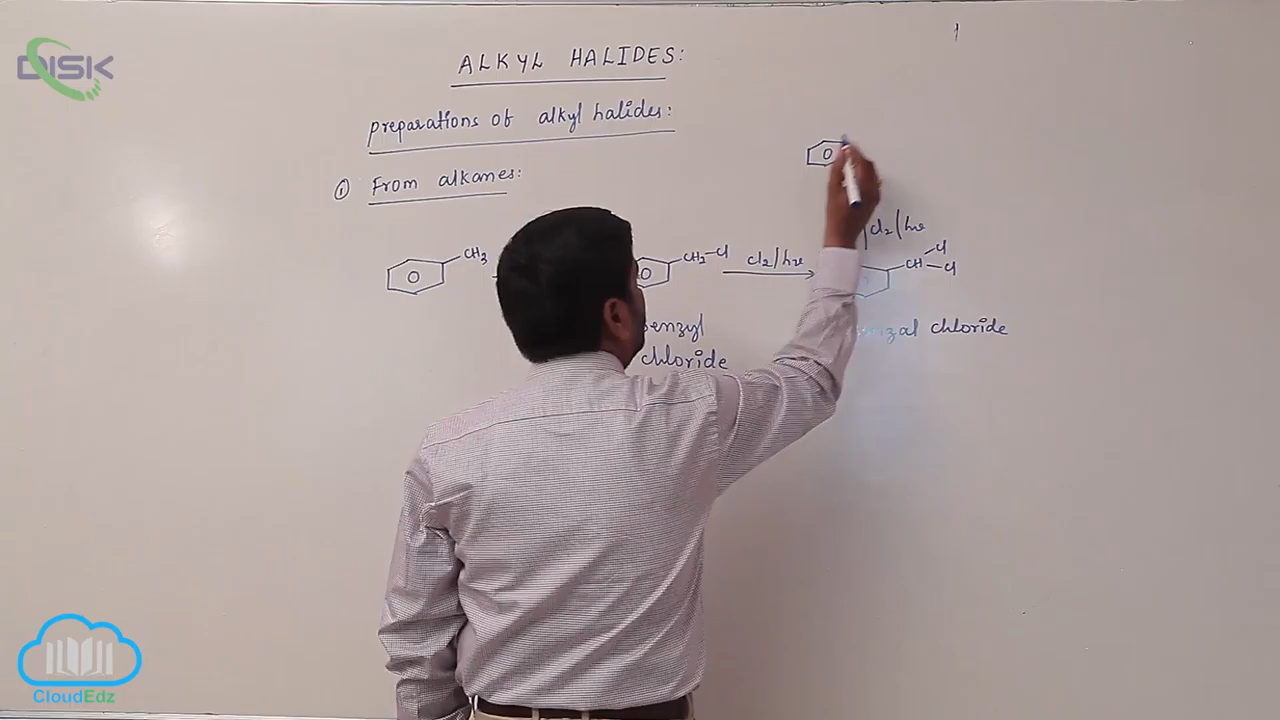 DISK
ALKYL HALIDES:
preparations of alkyl halides:
① From alkanes:
Cl₂/hν
CH₃
CH₂-Cl
Cl₂/hν
CH
Cl
Cl
benzyl
chloride
chloride
CloudEdz